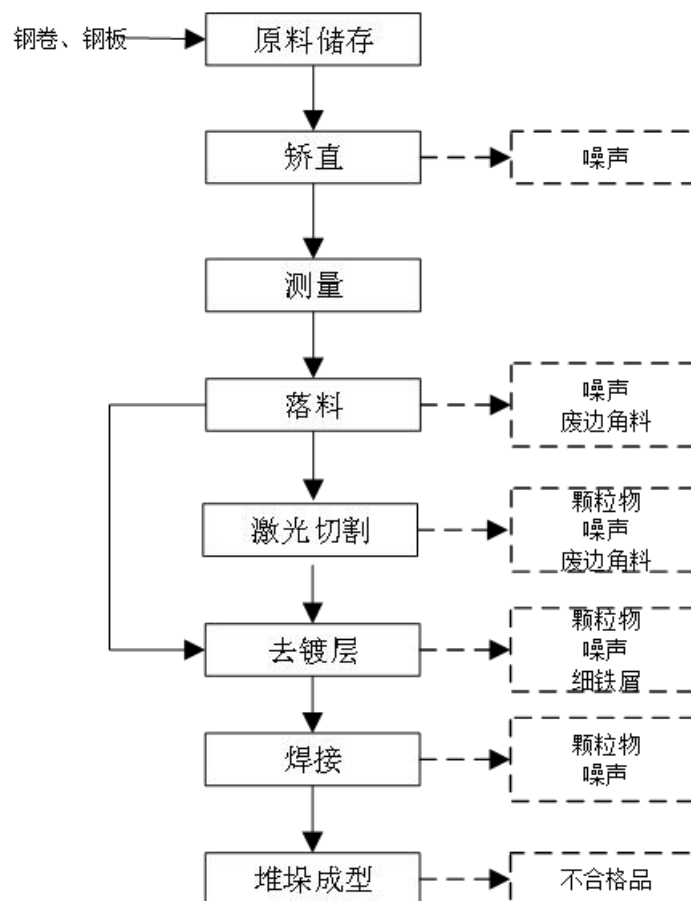 钢卷、钢板
原料储存
矫直
噪声
测量
落料
噪声
废边角料
激光切割
颗粒物
噪声
废边角料
去镀层
颗粒物
噪声
细铁屑
焊接
颗粒物
噪声
堆垛成型
不合格品